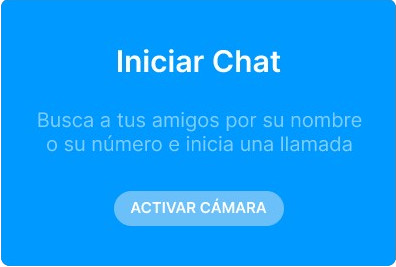 Iniciar Chat
Busca a tus amigos por su nombre
o su número e inicia una llamada
ACTIVAR CÁMARA